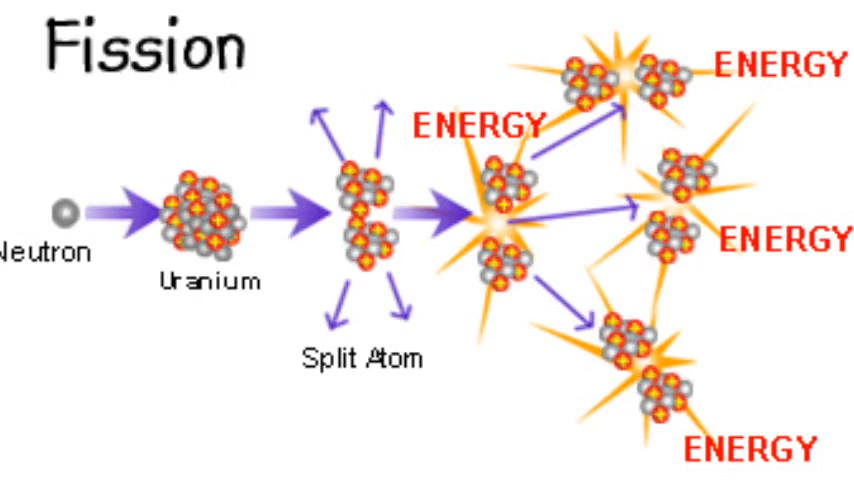 Fission
ENERGY
ENERGY
Neutron
Uranium
ENERGY
Split Atom
ENERGY